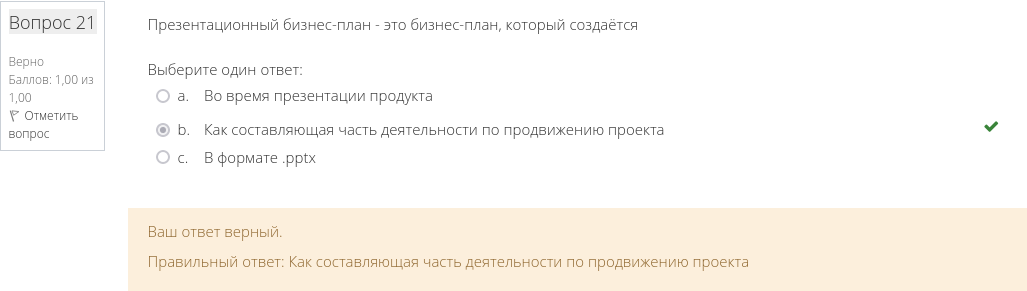 Вопрос 21
Верно
Баллов: 1,00 из
1,00
Отметить
вопрос
Презентационный бизнес-план - это бизнес-план, который создаётся
Выберите один ответ:
a. Во время презентации продукта
b. Как составляющая часть деятельности по продвижению проекта
c. В формате .pptx
Ваш ответ верный.
Правильный ответ: Как составляющая часть деятельности по продвижению проекта